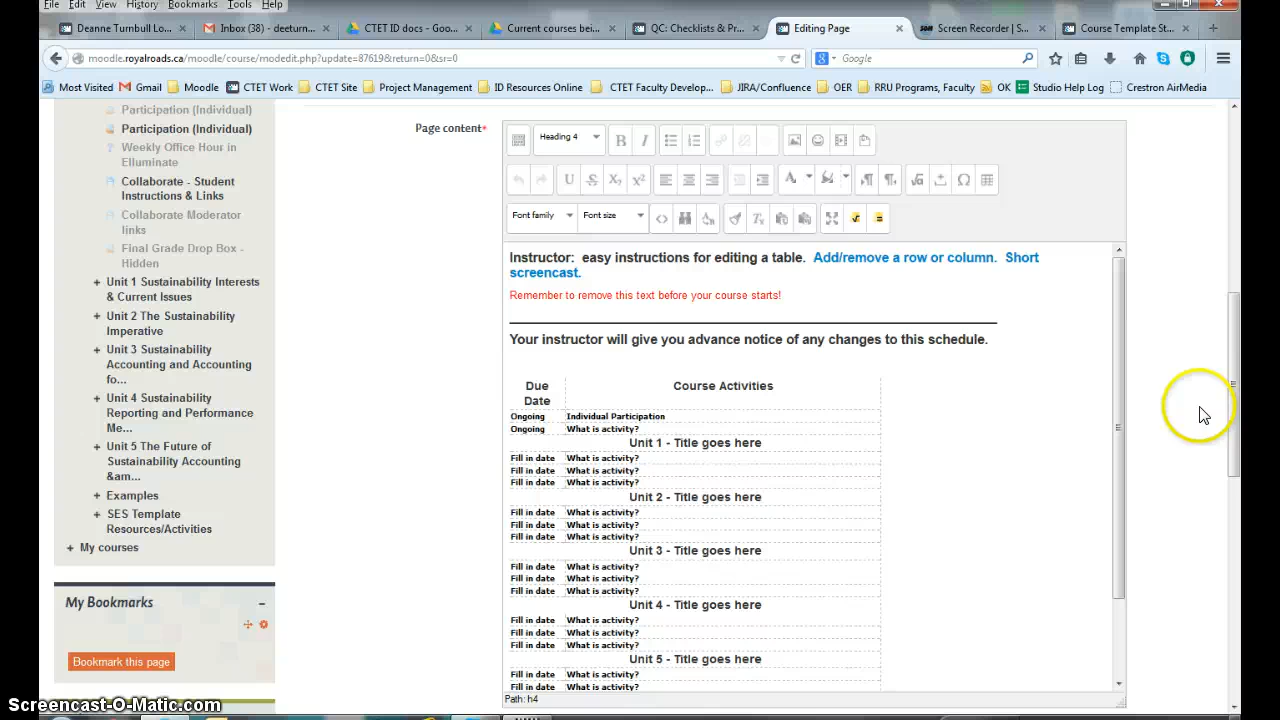 File Edit View History Bookmarks Tools Help
Deanne Turnbull Lo...
Inbox (38) - deeturn...
CTET ID docs - Goo...
Current courses bei...
QC: Checklists & Pr...
Editing Page
Screen Recorder | S...
Course Template St...
moodle.royalroads.ca/moodle/course/modedit.php?update=87619&return=0&sr=0
Google
Most Visited Gmail Moodle CTET Work CTET Site Project Management ID Resources Online CTET Faculty Develop... JIRA/Confluence OER RRU Programs, Faculty OK Studio Help Log Crestron AirMedia
Participation (Individual)
Participation (Individual)
Weekly Office Hour in
Elluminate
Collaborate - Student
Instructions & Links
Collaborate Moderator
links
Final Grade Drop Box -
Hidden
+ Unit 1 Sustainability Interests
& Current Issues
+ Unit 2 The Sustainability
Imperative
+ Unit 3 Sustainability
Accounting and Accounting
fo...
+ Unit 4 Sustainability
Reporting and Performance
Me...
+ Unit 5 The Future of
Sustainability Accounting
&am...
+ Examples
+ SES Template
Resources/Activities
+ My courses
My Bookmarks
Bookmark this page
Page content*
Heading 4
Font family
Font size
Instructor: easy instructions for editing a table. Add/remove a row or column. Short
screencast.
Remember to remove this text before your course starts!
Your instructor will give you advance notice of any changes to this schedule.
Due
Date
Course Activities
Ongoing Individual Participation
Ongoing What is activity?
Unit 1 - Title goes here
Fill in date What is activity?
Fill in date What is activity?
Fill in date What is activity?
Unit 2 - Title goes here
Fill in date What is activity?
Fill in date What is activity?
Fill in date What is activity?
Unit 3 - Title goes here
Fill in date What is activity?
Fill in date What is activity?
Fill in date What is activity?
Unit 4 - Title goes here
Fill in date What is activity?
Fill in date What is activity?
Fill in date What is activity?
Unit 5 - Title goes here
Fill in date What is activity?
Fill in date What is activity?
Path: h4
Screencast-O-Matic.com